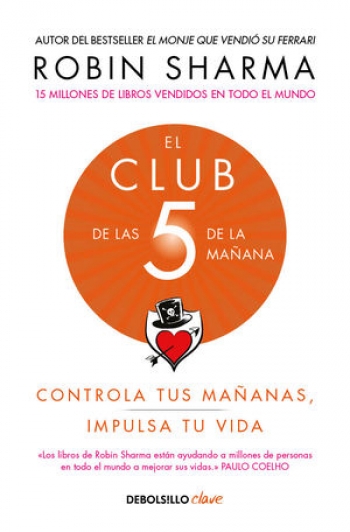 AUTOR DEL BESTSELLER EL MONJE QUE VENDIÓ SU FERRARI
ROBIN SHARMA
15 MILLONES DE LIBROS VENDIDOS EN TODO EL MUNDO
EL
CLUB
DE LAS 5 DE LA
MAÑANA
CONTROLA TUS MAÑANAS,
IMPULSA TU VIDA
«Los libros de Robin Sharma están ayudando a millones de personas
en todo el mundo a mejorar sus vidas.» PAULO COELHO
DEBOLS!LLO clave